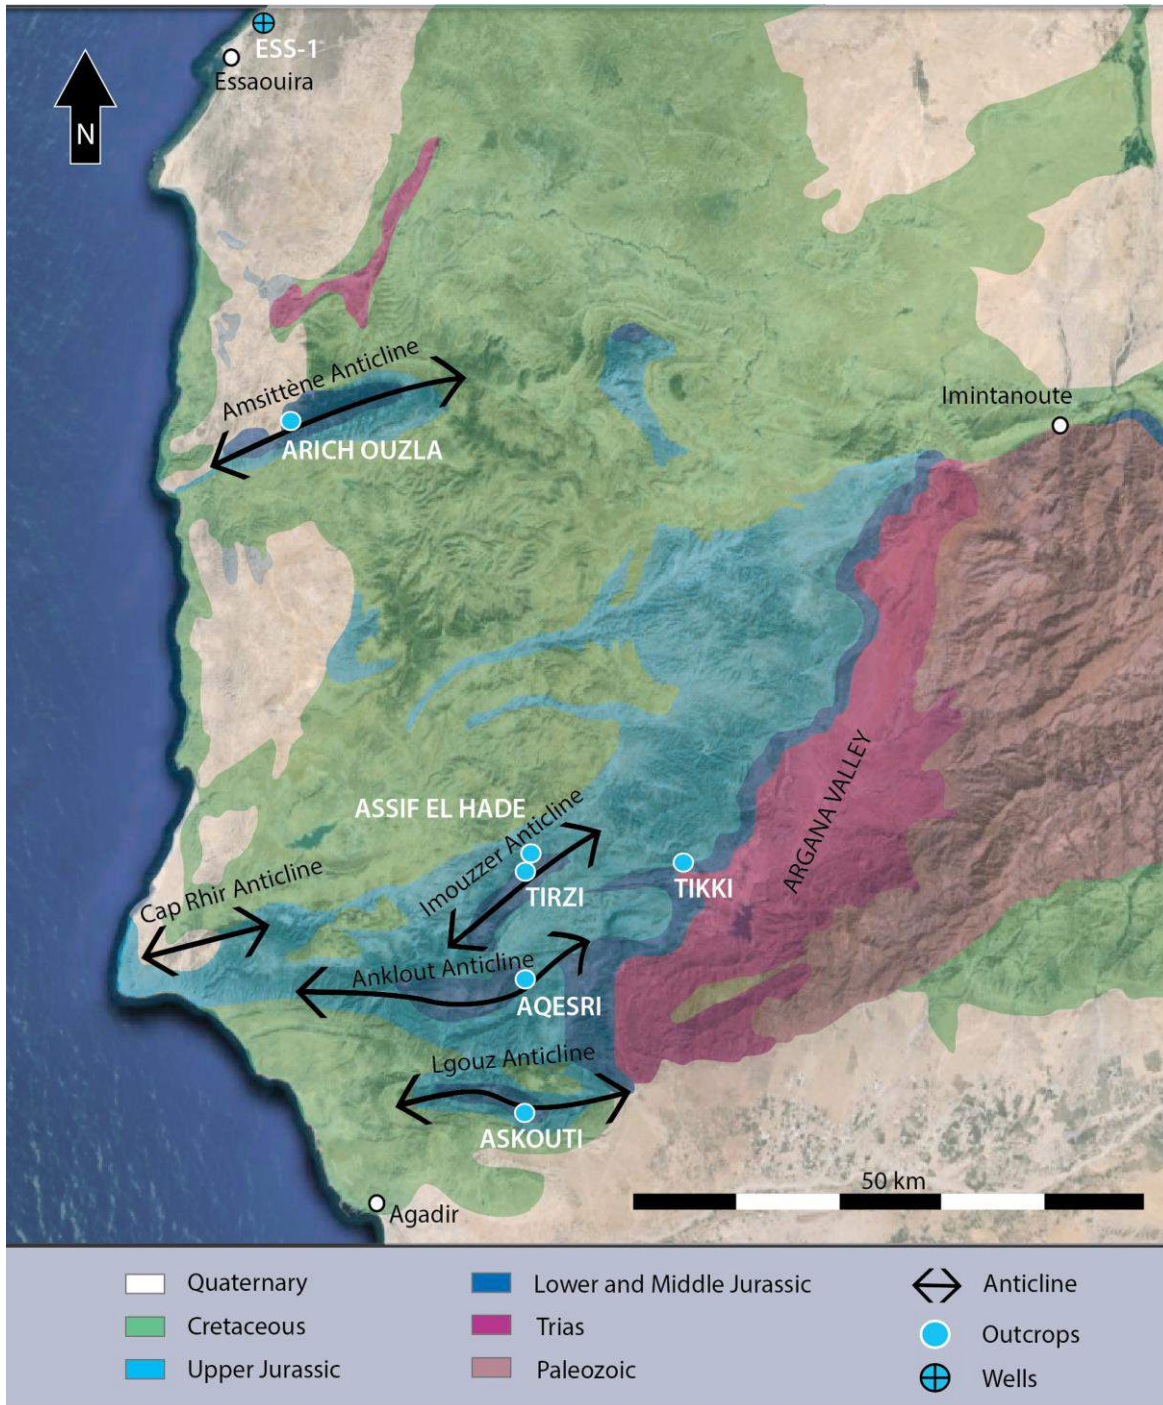 ESS-1
Essaouira
N
Amsittène Anticline
ARICH OUZLA
Imintanoute
ARGANA VALLEY
ASSIF EL HADE
Imouzzer Anticline
TIRZI
TIKKI
Cap Rhir Anticline
Anklout Anticline
AQESRI
Lgouz Anticline
ASKOUTI
50 km
Agadir
Quaternary
Cretaceous
Upper Jurassic
Lower and Middle Jurassic
Trias
Paleozoic
Anticline
Outcrops
Wells